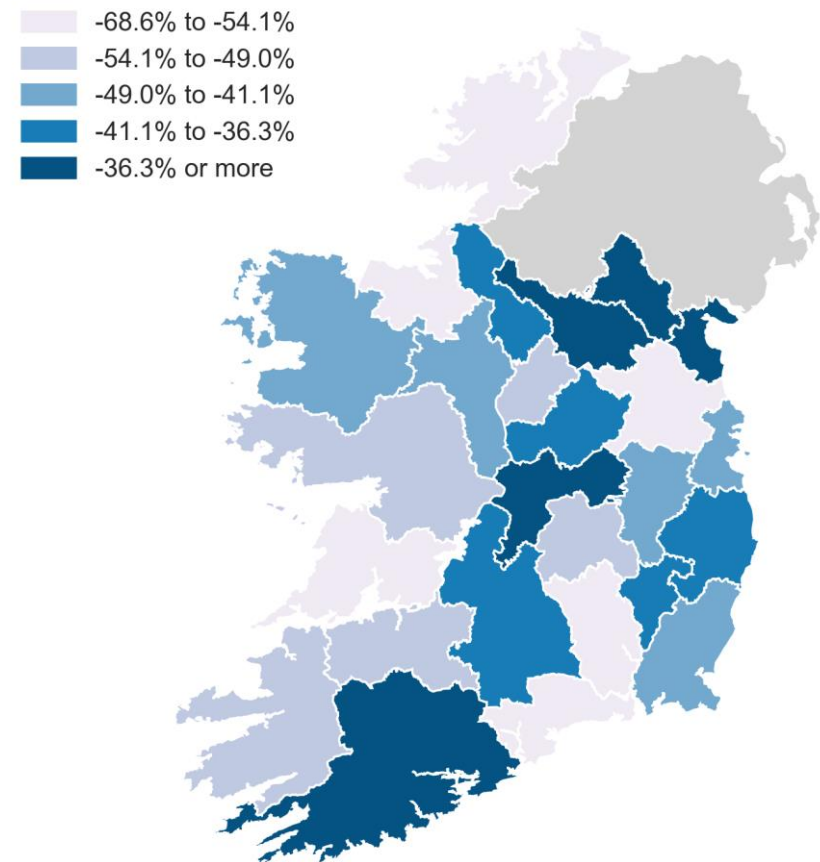 -68.6% to -54.1%
-54.1% to -49.0%
-49.0% to -41.1%
-41.1% to -36.3%
-36.3% or more